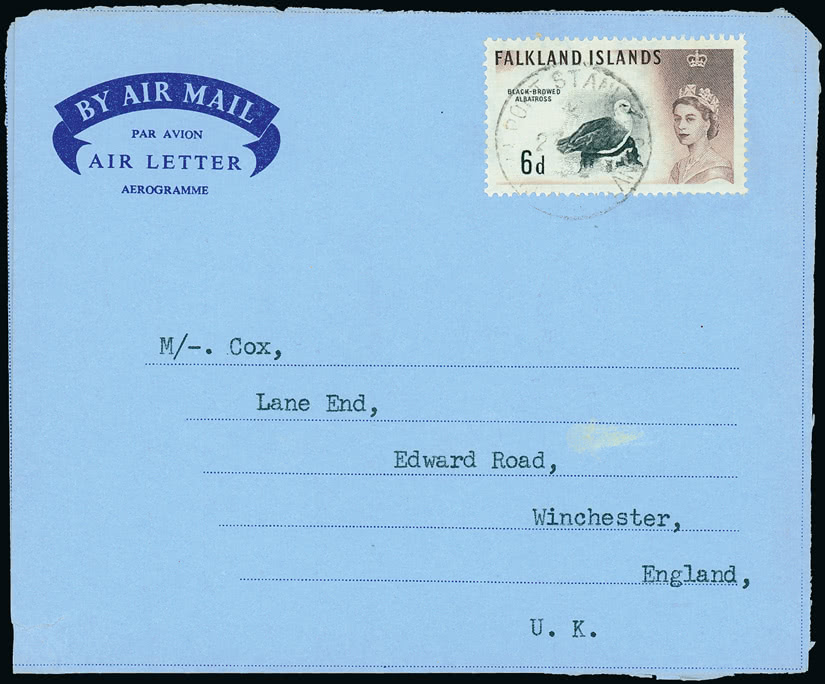 BY AIR MAIL
PAR AVION
AIR LETTER
AEROGRAMME
FALKLAND ISLANDS
BLACK-BROWED
ALBATROSS
6d
M/-. Cox,
Lane End,
Edward Road,
Winchester,
England,
U. K.